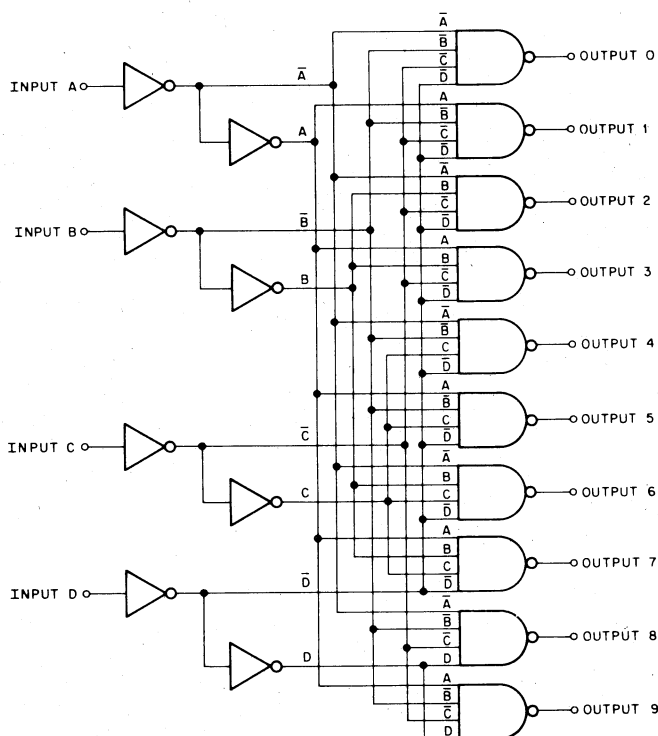 A̅
B̅
C̅
D̅
OUTPUT 0
INPUT A
A̅
A
A
B̅
C̅
D̅
OUTPUT 1
A̅
B
C̅
D̅
OUTPUT 2
INPUT B
B̅
B
A
B
C̅
D̅
OUTPUT 3
A̅
B̅
C
D̅
OUTPUT 4
A
B̅
C
D̅
OUTPUT 5
INPUT C
C̅
C
A̅
B
C
D̅
OUTPUT 6
A
B
C
D̅
OUTPUT 7
INPUT D
D̅
D
A̅
B̅
C̅
D
OUTPUT 8
A
B̅
C̅
D
OUTPUT 9